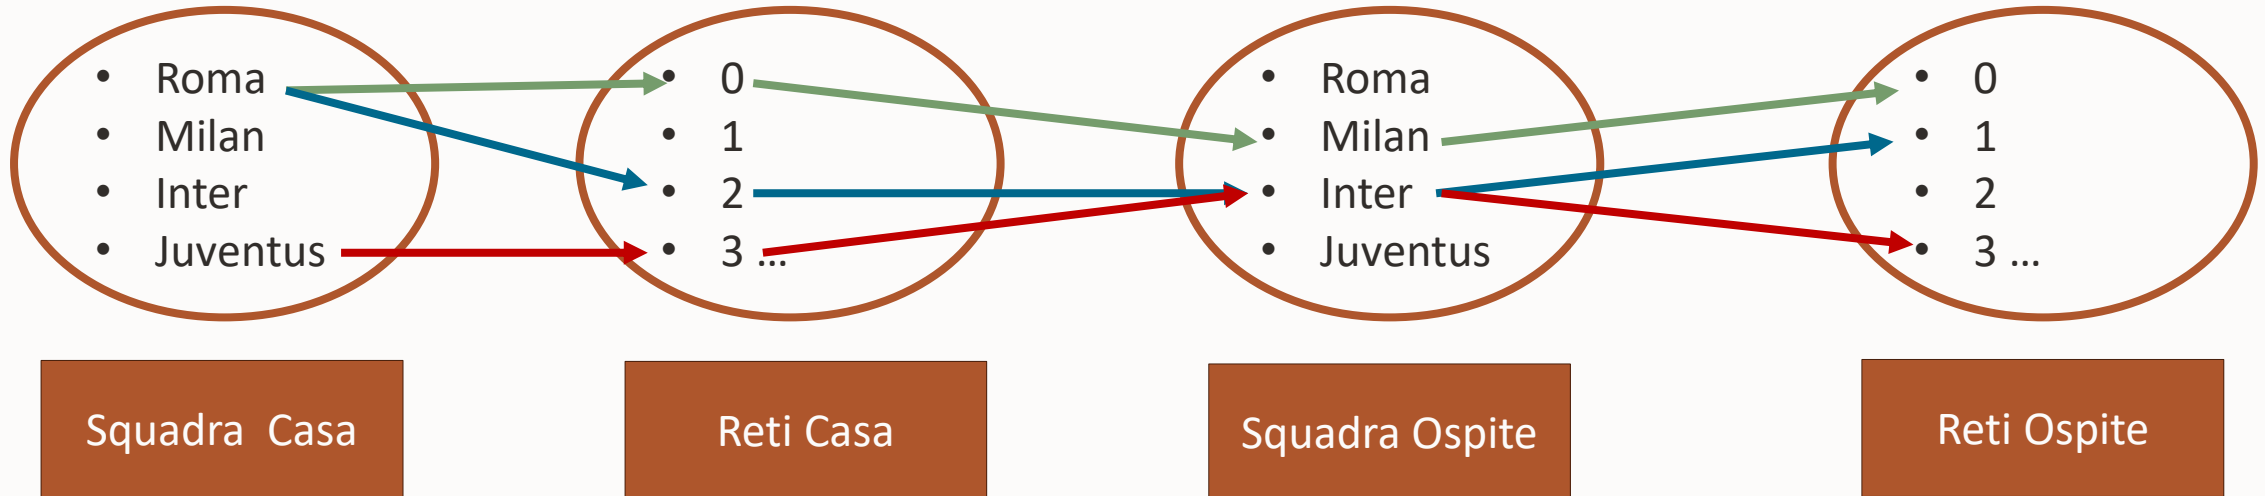 • Roma
• Milan
• Inter
• Juventus
• 0
• 1
• 2
• 3 ...
• Roma
• Milan
• Inter
• Juventus
• 0
• 1
• 2
• 3 ...
Squadra Casa
Reti Casa
Squadra Ospite
Reti Ospite